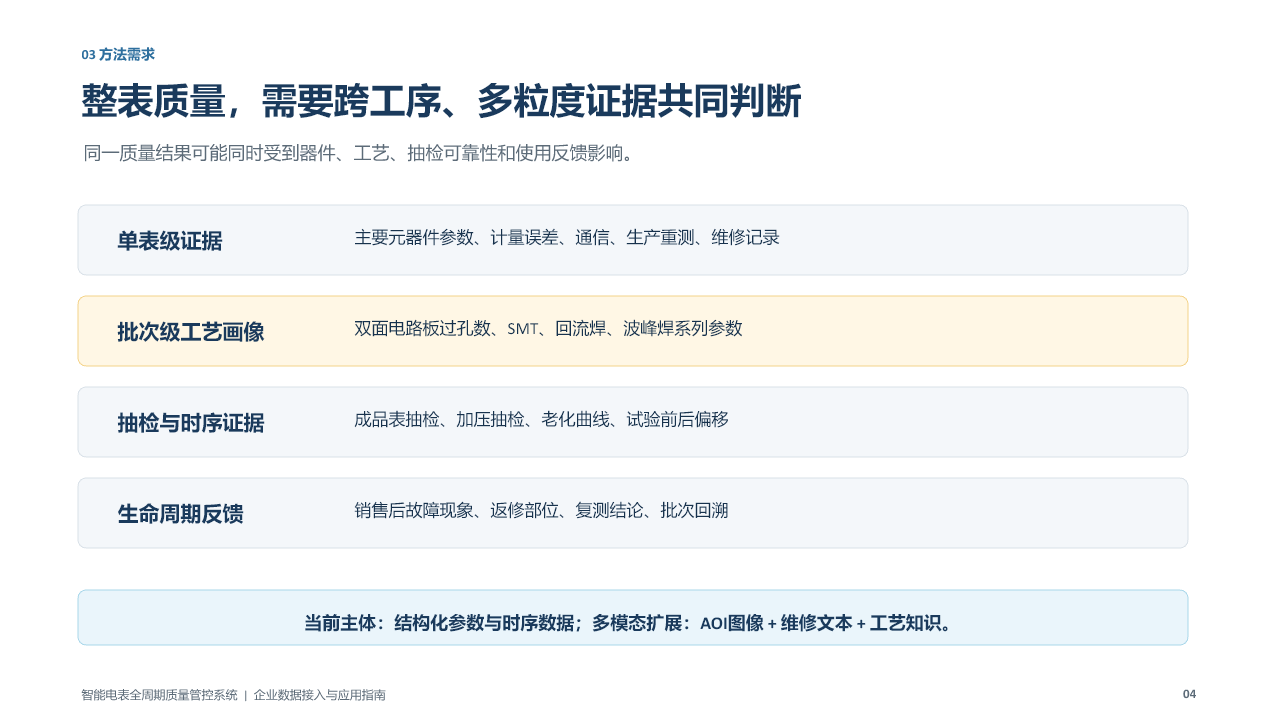 03 方法需求
整表质量，需要跨工序、多粒度证据共同判断
同一质量结果可能同时受到器件、工艺、抽检可靠性和使用反馈影响。
单表级证据
主要元器件参数、计量误差、通信、生产重测、维修记录
批次级工艺画像
双面电路板过孔数、SMT、回流焊、波峰焊系列参数
抽检与时序证据
成品表抽检、加压抽检、老化曲线、试验前后偏移
生命周期反馈
销售后故障现象、返修部位、复测结论、批次回溯
当前主体：结构化参数与时序数据；多模态扩展：AOI图像 + 维修文本 + 工艺知识。
智能电表全周期质量管控系统 | 企业数据接入与应用指南
04